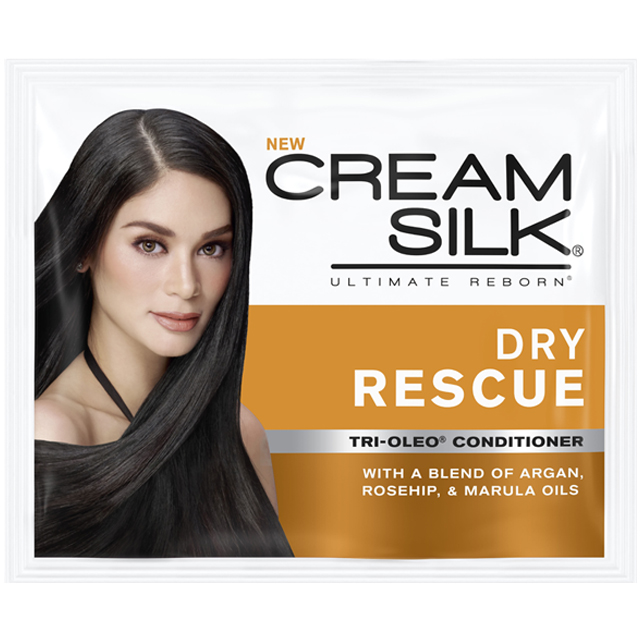 NEW
CREAM
SILK®
ULTIMATE REBORN®
DRY
RESCUE
TRI-OLEO® CONDITIONER
WITH A BLEND OF ARGAN,
ROSEHIP, & MARULA OILS